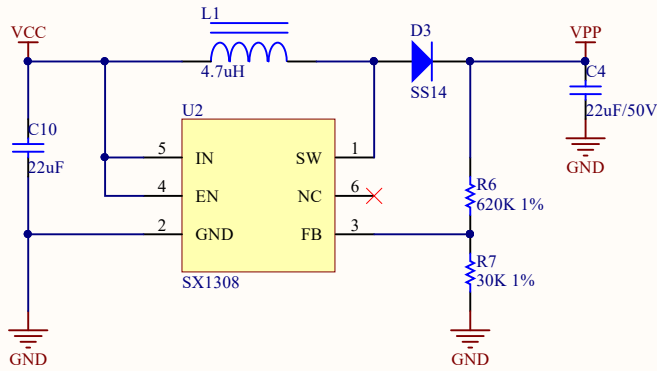 L1
VCC
4.7uH
D3
SS14
VPP
C4
22uF/50V
GND
C10
22uF
U2
5 IN SW 1
4 EN NC 6
2 GND FB 3
SX1308
R6
620K 1%
R7
30K 1%
GND
GND